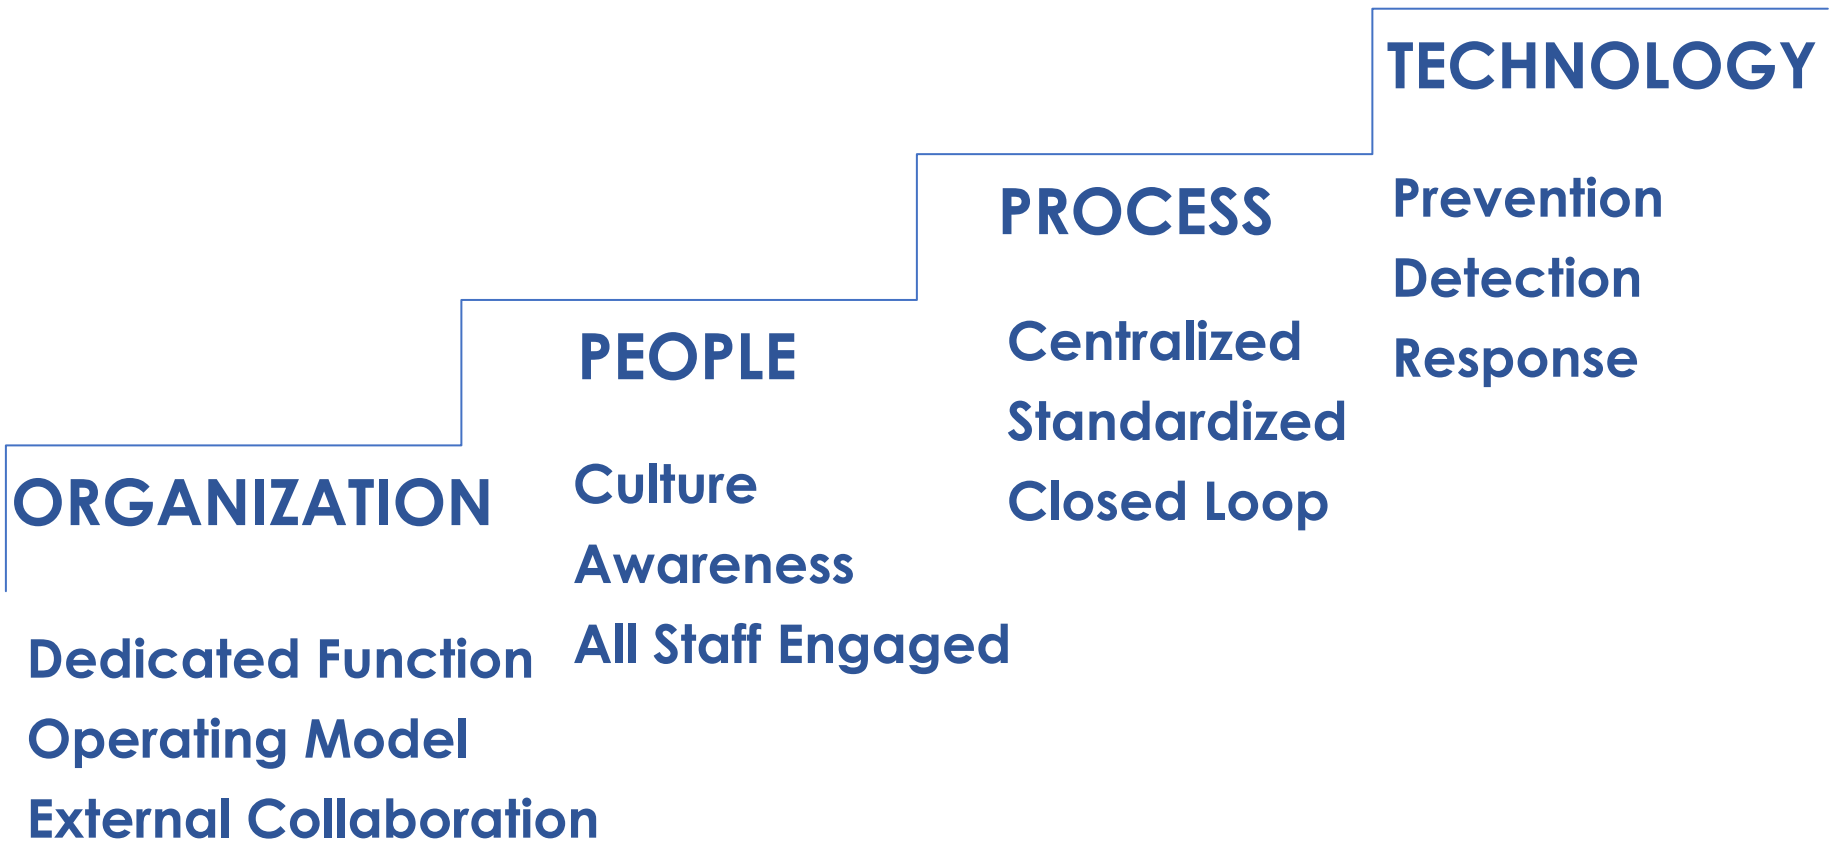 ORGANIZATION
Dedicated Function
Operating Model
External Collaboration
PEOPLE
Culture
Awareness
All Staff Engaged
PROCESS
Centralized
Standardized
Closed Loop
TECHNOLOGY
Prevention
Detection
Response